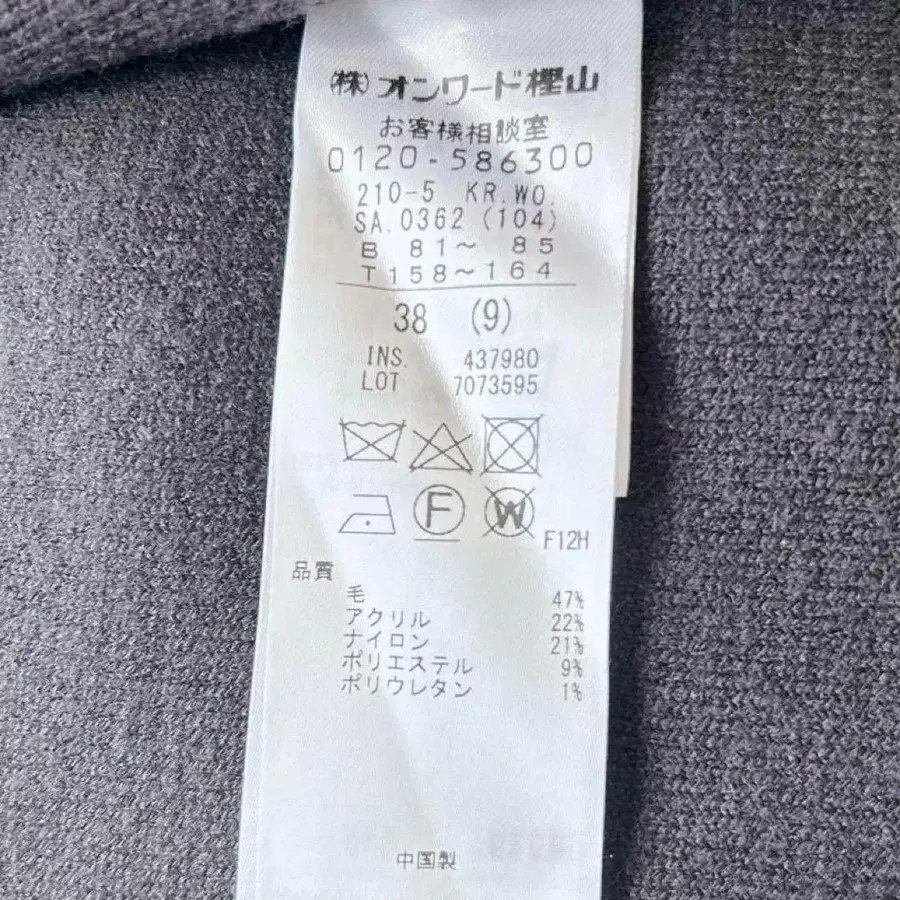 (株)オンワード樫山
お客様相談室
0120-586300
210-5 KR.WO.
SA.0362 (104)
B 81～ 85
T 158～164
38 (9)
INS. 437980
LOT 7073595
F
W
F12H
品質
毛 47%
アクリル 22%
ナイロン 21%
ポリエステル 9%
ポリウレタン 1%
中国製